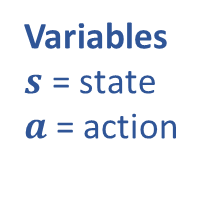 Variables
s = state
a = action